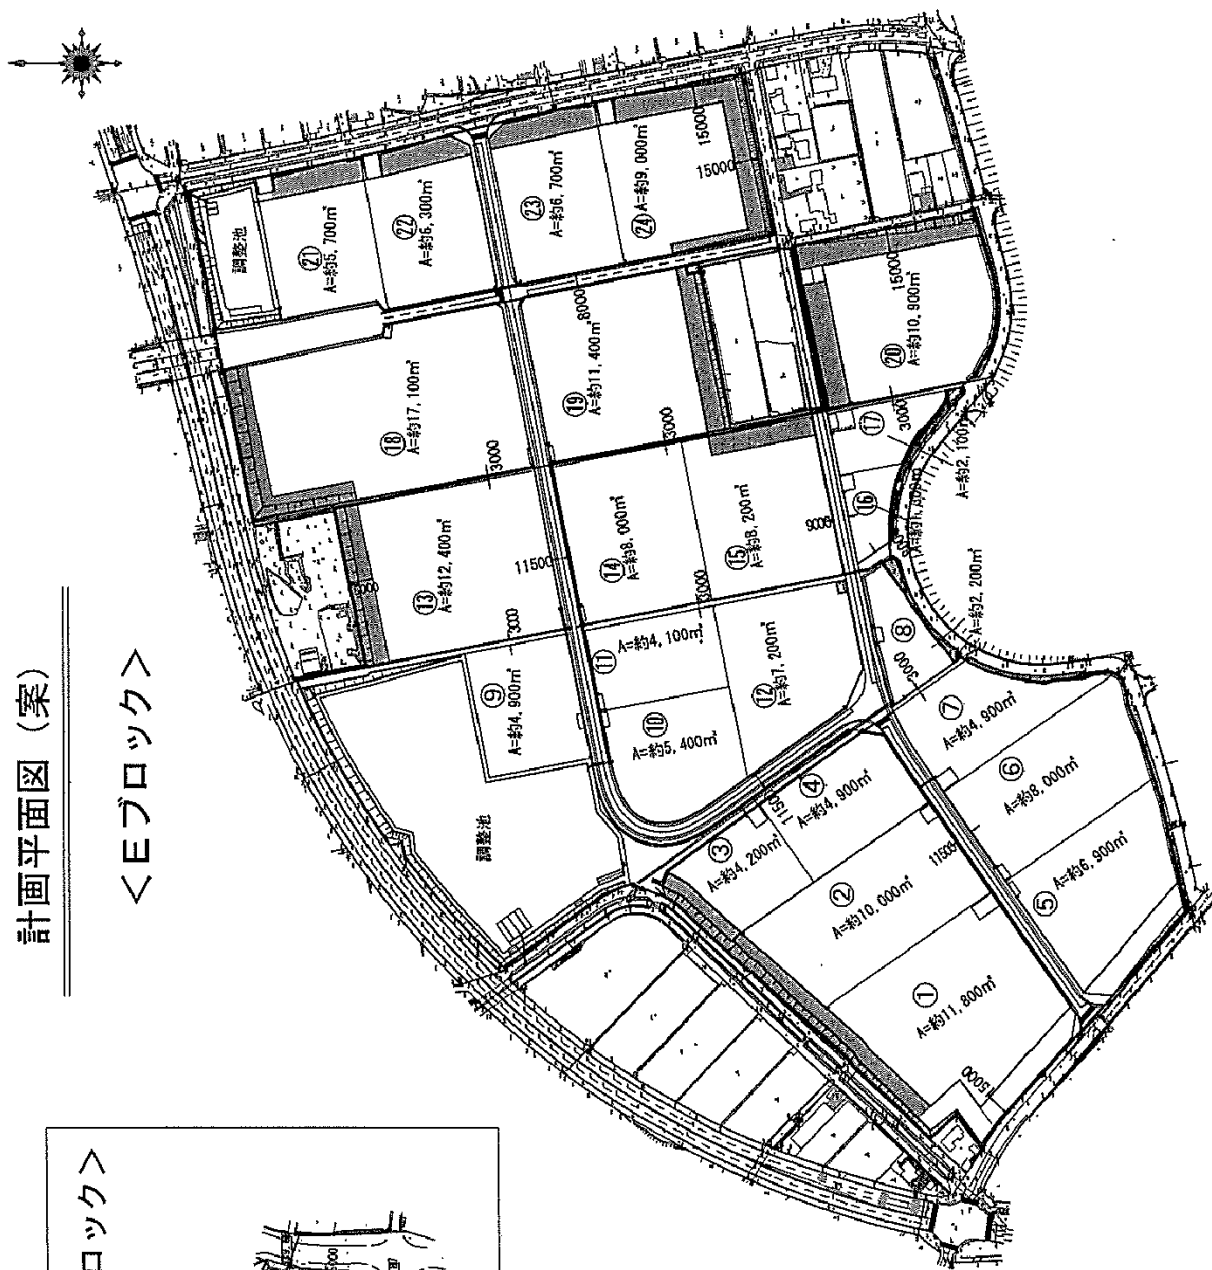 計画平面図（案）
＜Eブロック＞
ロック＞
調整池
調整池
①
A=約11,800㎡
②
A=約10,000㎡
③
A=約4,200㎡
④
A=約4,900㎡
⑤
A=約6,900㎡
⑥
A=約8,000㎡
⑦
A=約4,900㎡
⑧
A=約2,200㎡
⑨
A=約4,900㎡
⑩
A=約5,400㎡
⑪
A=約4,100㎡
⑫
A=約7,200㎡
⑬
A=約12,400㎡
⑭
A=約8,000㎡
⑮
A=約8,200㎡
⑯
⑰
A=約2,100㎡
⑱
A=約17,100㎡
⑲
A=約11,400㎡
⑳
A=約10,900㎡
㉑
A=約5,700㎡
㉒
A=約6,300㎡
㉓
A=約6,700㎡
㉔
A=約9,000㎡
15000
15000
15000
15000
3000
3000
3000
3000
3000
3000
11500
11500
9000